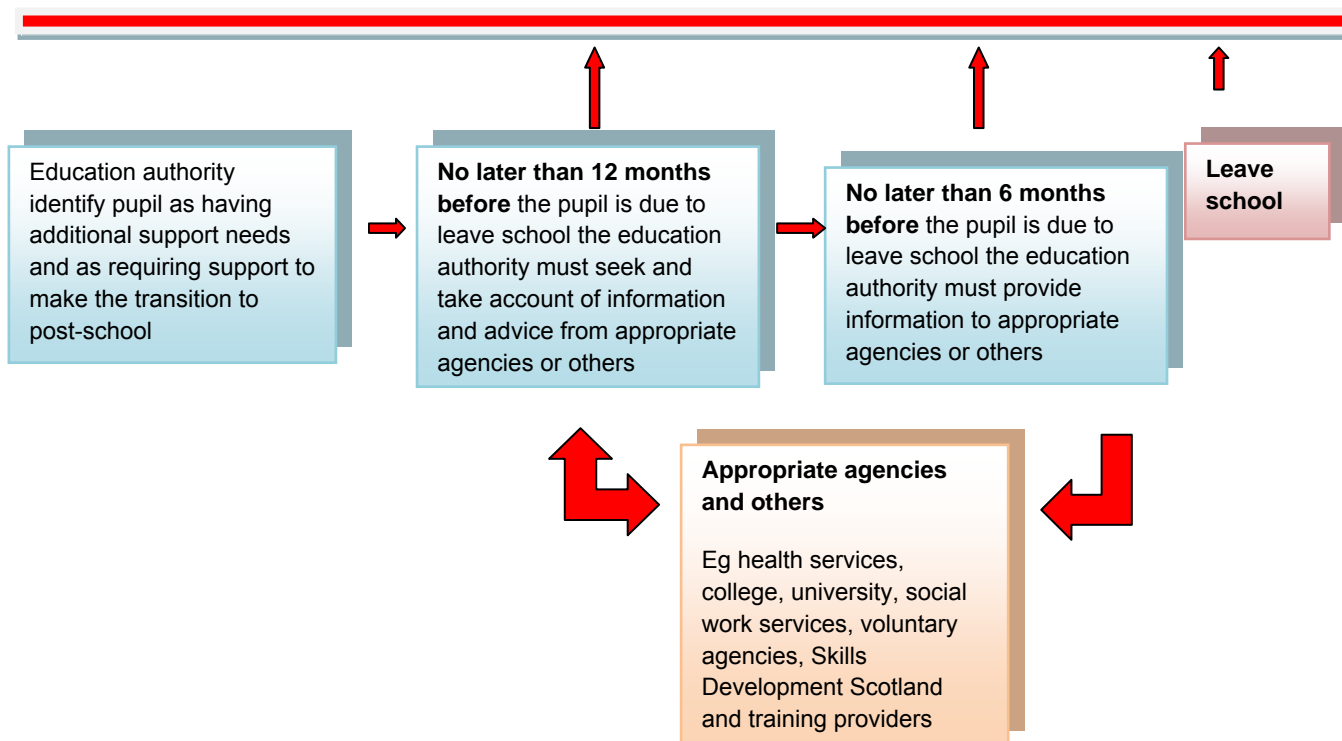 Education authority
identify pupil as having
additional support needs
and as requiring support to
make the transition to
post-school
No later than 12 months
before the pupil is due to
leave school the education
authority must seek and
take account of information
and advice from appropriate
agencies or others
No later than 6 months
before the pupil is due to
leave school the education
authority must provide
information to appropriate
agencies or others
Leave
school
Appropriate agencies
and others
Eg health services,
college, university, social
work services, voluntary
agencies, Skills
Development Scotland
and training providers